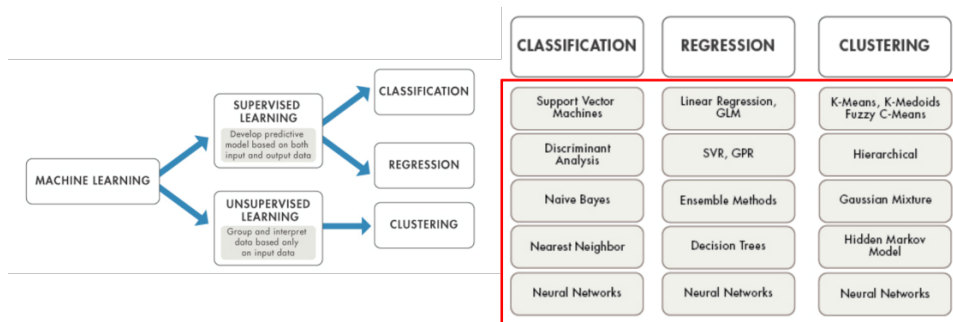 MACHINE LEARNING
SUPERVISED
LEARNING
Develop predictive
model based on both
input and output data
UNSUPERVISED
LEARNING
Group and interpret
data based only
on input data
CLASSIFICATION
REGRESSION
CLUSTERING
CLASSIFICATION
Support Vector
Machines
Discriminant
Analysis
Naive Bayes
Nearest Neighbor
Neural Networks
REGRESSION
Linear Regression,
GLM
SVR, GPR
Ensemble Methods
Decision Trees
Neural Networks
CLUSTERING
K-Means, K-Medoids
Fuzzy C-Means
Hierarchical
Gaussian Mixture
Hidden Markov
Model
Neural Networks